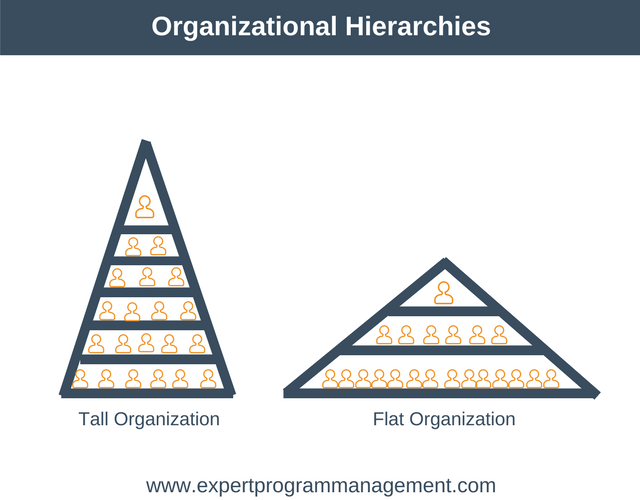 Organizational Hierarchies
Tall Organization
Flat Organization
www.expertprogrammanagement.com